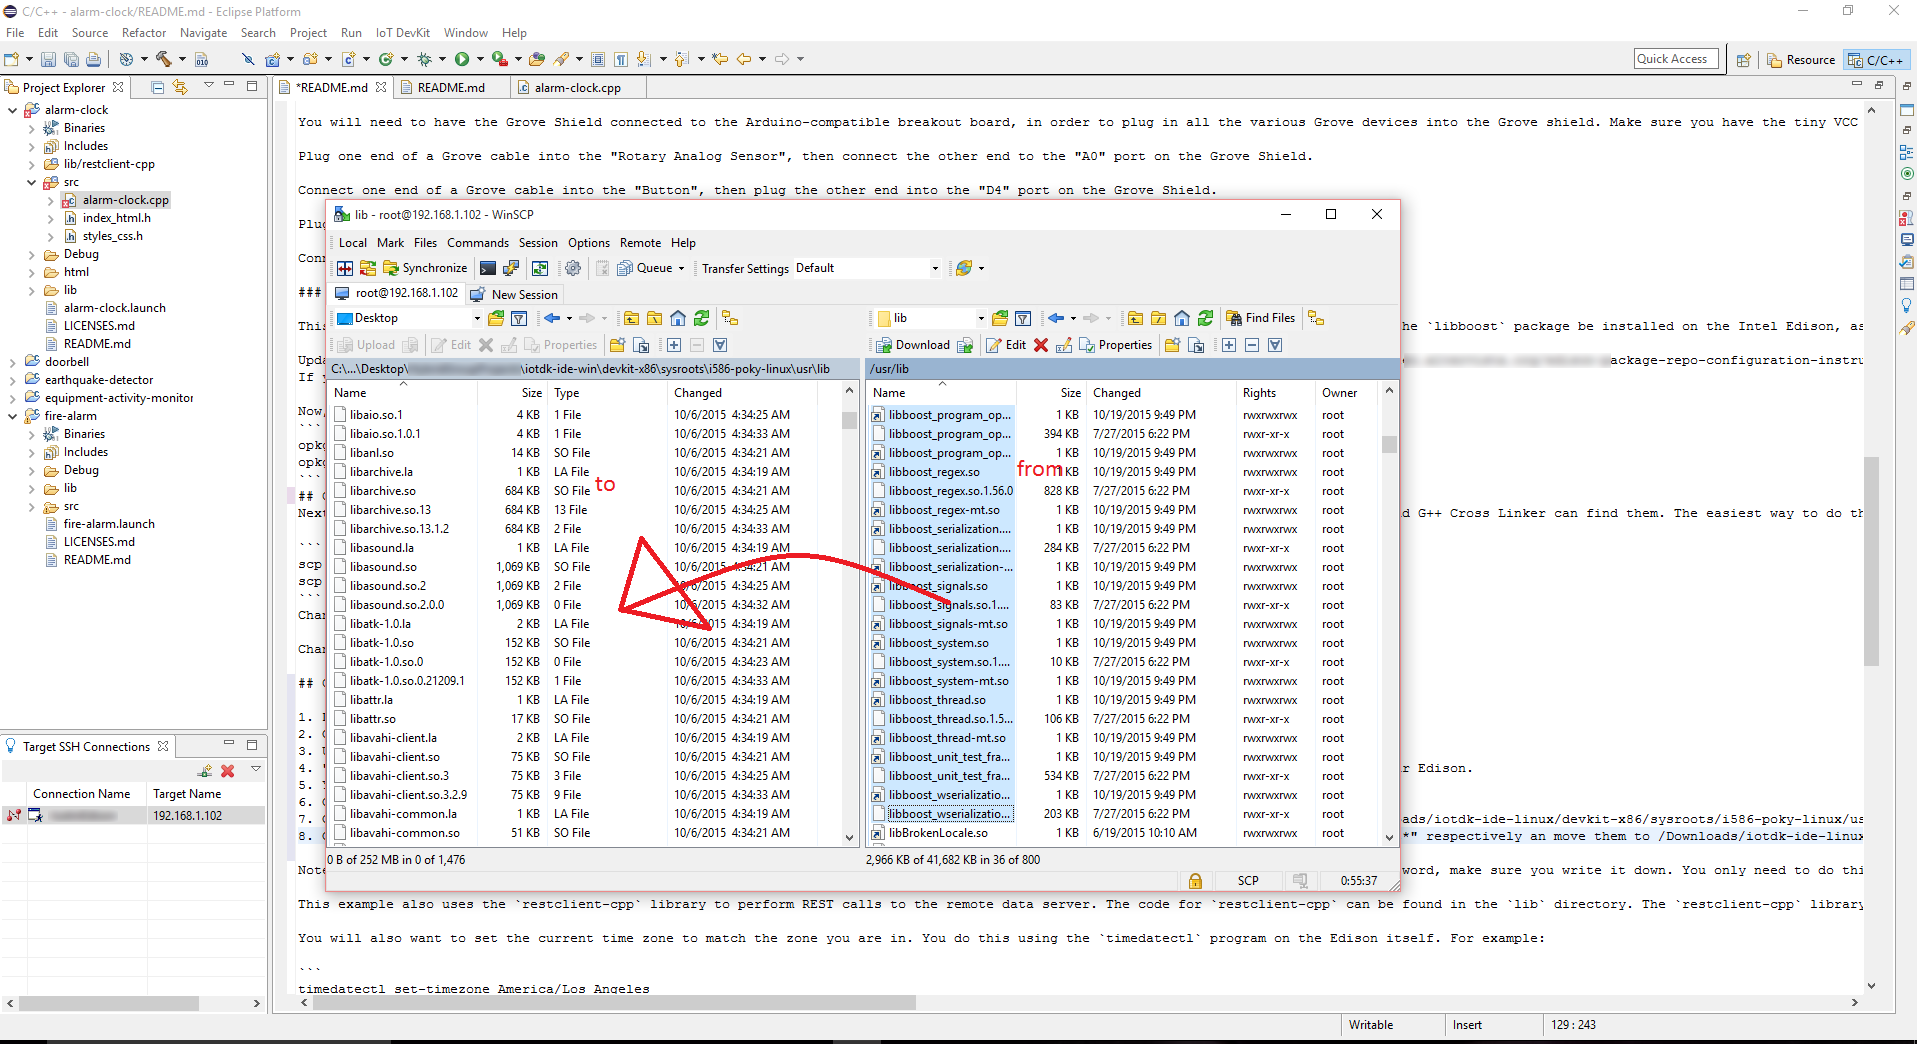 C/C++ - alarm-clock/README.md - Eclipse Platform
File Edit Source Refactor Navigate Search Project Run IoT DevKit Window Help
Quick Access Resource C/C++
Project Explorer
alarm-clock
Binaries
Includes
lib/restclient-cpp
src
alarm-clock.cpp
index_html.h
styles_css.h
Debug
html
lib
alarm-clock.launch
LICENSES.md
README.md
doorbell
earthquake-detector
equipment-activity-monitor
fire-alarm
Binaries
Includes
Debug
lib
src
fire-alarm.launch
LICENSES.md
README.md
Target SSH Connections
Connection Name Target Name
192.168.1.102
*README.md README.md alarm-clock.cpp
You will need to have the Grove Shield connected to the Arduino-compatible breakout board, in order to plug in all the various Grove devices into the Grove shield. Make sure you have the tiny VCC
Plug one end of a Grove cable into the "Rotary Analog Sensor", then connect the other end to the "A0" port on the Grove Shield.
Connect one end of a Grove cable into the "Button", then plug the other end into the "D4" port on the Grove Shield.
###
he `libboost` package be installed on the Intel Edison, as
ackage-repo-configuration-instru
```
```
## 
Next d G++ Cross Linker can find them. The easiest way to do th
```
scp
scp
```
##
1.
2.
3.
4. r Edison.
5.
6.
7. ads/iotdk-ide-linux/devkit-x86/sysroots/i586-poky-linux/us
8. *" respectively an move them to /Downloads/iotdk-ide-linux
Note word, make sure you write it down. You only need to do thi
This example also uses the `restclient-cpp` library to perform REST calls to the remote data server. The code for `restclient-cpp` can be found in the `lib` directory. The `restclient-cpp` library
You will also want to set the current time zone to match the zone you are in. You do this using the `timedatectl` program on the Edison itself. For example:
```
timedatectl set-timezone America/Los Angeles
Writable Insert 129 : 243
lib - root@192.168.1.102 - WinSCP
Local Mark Files Commands Session Options Remote Help
Synchronize Queue Transfer Settings Default
root@192.168.1.102 New Session
Desktop
Upload Edit Properties
C:\...\Desktop\ \iotdk-ide-win\devkit-x86\sysroots\i586-poky-linux\usr\lib
Name Size Type Changed
libaio.so.1 4 KB 1 File 10/6/2015 4:34:25 AM
libaio.so.1.0.1 4 KB 1 File 10/6/2015 4:34:33 AM
libanl.so 14 KB SO File 10/6/2015 4:34:21 AM
libarchive.la 1 KB LA File 10/6/2015 4:34:19 AM
libarchive.so 684 KB SO File 10/6/2015 4:34:21 AM
libarchive.so.13 684 KB 13 File 10/6/2015 4:34:25 AM
libarchive.so.13.1.2 684 KB 2 File 10/6/2015 4:34:33 AM
libasound.la 1 KB LA File 10/6/2015 4:34:19 AM
libasound.so 1,069 KB SO File 10/6/2015 4:34:21 AM
libasound.so.2 1,069 KB 2 File 10/6/2015 4:34:25 AM
libasound.so.2.0.0 1,069 KB 0 File 10/6/2015 4:34:32 AM
libatk-1.0.la 2 KB LA File 10/6/2015 4:34:19 AM
libatk-1.0.so 152 KB SO File 10/6/2015 4:34:21 AM
libatk-1.0.so.0 152 KB 0 File 10/6/2015 4:34:23 AM
libatk-1.0.so.0.21209.1 152 KB 1 File 10/6/2015 4:34:33 AM
libattr.la 1 KB LA File 10/6/2015 4:34:19 AM
libattr.so 17 KB SO File 10/6/2015 4:34:21 AM
libavahi-client.la 2 KB LA File 10/6/2015 4:34:19 AM
libavahi-client.so 75 KB SO File 10/6/2015 4:34:21 AM
libavahi-client.so.3 75 KB 3 File 10/6/2015 4:34:25 AM
libavahi-client.so.3.2.9 75 KB 9 File 10/6/2015 4:34:33 AM
libavahi-common.la 1 KB LA File 10/6/2015 4:34:19 AM
libavahi-common.so 51 KB SO File 10/6/2015 4:34:21 AM
0 B of 252 MB in 0 of 1,476
to
lib Find Files
Download Edit Properties
/usr/lib
Name Size Changed Rights Owner
libboost_program_op... 1 KB 10/19/2015 9:49 PM rwxrwxrwx root
libboost_program_op... 394 KB 7/27/2015 6:22 PM rwxr-xr-x root
libboost_program_op... 1 KB 10/19/2015 9:49 PM rwxrwxrwx root
libboost_regex.so 1 KB 10/19/2015 9:49 PM rwxrwxrwx root
libboost_regex.so.1.56.0 828 KB 7/27/2015 6:22 PM rwxr-xr-x root
libboost_regex-mt.so 1 KB 10/19/2015 9:49 PM rwxrwxrwx root
libboost_serialization.... 1 KB 10/19/2015 9:49 PM rwxrwxrwx root
libboost_serialization.... 284 KB 7/27/2015 6:22 PM rwxr-xr-x root
libboost_serialization-... 1 KB 10/19/2015 9:49 PM rwxrwxrwx root
libboost_signals.so 1 KB 10/19/2015 9:49 PM rwxrwxrwx root
libboost_signals.so.1.... 83 KB 7/27/2015 6:22 PM rwxr-xr-x root
libboost_signals-mt.so 1 KB 10/19/2015 9:49 PM rwxrwxrwx root
libboost_system.so 1 KB 10/19/2015 9:49 PM rwxrwxrwx root
libboost_system.so.1.... 10 KB 7/27/2015 6:22 PM rwxr-xr-x root
libboost_system-mt.so 1 KB 10/19/2015 9:49 PM rwxrwxrwx root
libboost_thread.so 1 KB 10/19/2015 9:49 PM rwxrwxrwx root
libboost_thread.so.1.5... 106 KB 7/27/2015 6:22 PM rwxr-xr-x root
libboost_thread-mt.so 1 KB 10/19/2015 9:49 PM rwxrwxrwx root
libboost_unit_test_fra... 1 KB 10/19/2015 9:49 PM rwxrwxrwx root
libboost_unit_test_fra... 534 KB 7/27/2015 6:22 PM rwxr-xr-x root
libboost_wserializatio... 1 KB 10/19/2015 9:49 PM rwxrwxrwx root
libboost_wserializatio... 203 KB 7/27/2015 6:22 PM rwxr-xr-x root
libBrokenLocale.so 1 KB 6/19/2015 10:10 AM rwxrwxrwx root
from
2,966 KB of 41,682 KB in 36 of 800
SCP 0:55:37